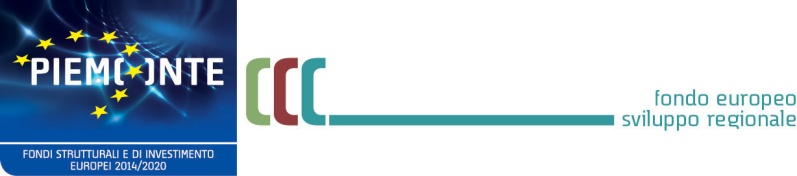 PIEMONTE
FONDI STRUTTURALI E DI INVESTIMENTO
EUROPEI 2014/2020
fondo europeo
sviluppo regionale